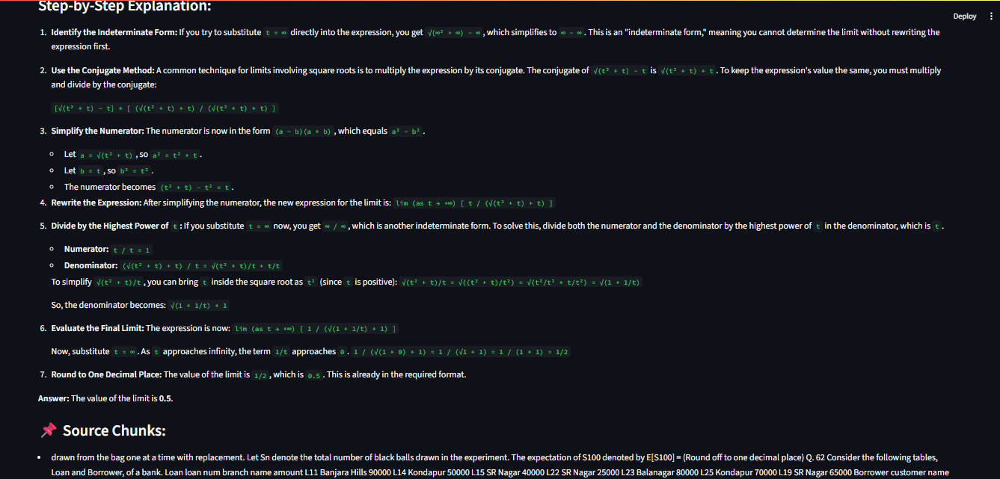 Step-by-Step Explanation:
Deploy
1. Identify the Indeterminate Form: If you try to substitute t = ∞ directly into the expression, you get √(∞² + ∞) - ∞ , which simplifies to ∞ - ∞ . This is an "indeterminate form," meaning you cannot determine the limit without rewriting the
expression first.
2. Use the Conjugate Method: A common technique for limits involving square roots is to multiply the expression by its conjugate. The conjugate of √(t² + t) - t is √(t² + t) + t . To keep the expression's value the same, you must multiply
and divide by the conjugate:
[√(t² + t) - t] * [ (√(t² + t) + t) / (√(t² + t) + t) ]
3. Simplify the Numerator: The numerator is now in the form (a - b)(a + b) , which equals a² - b² .
Let a = √(t² + t) , so a² = t² + t .
Let b = t , so b² = t² .
The numerator becomes (t² + t) - t² = t .
4. Rewrite the Expression: After simplifying the numerator, the new expression for the limit is: lim (as t → +∞) [ t / (√(t² + t) + t) ]
5. Divide by the Highest Power of t : If you substitute t = ∞ now, you get ∞ / ∞ , which is another indeterminate form. To solve this, divide both the numerator and the denominator by the highest power of t in the denominator, which is t .
Numerator: t / t = 1
Denominator: (√(t² + t) + t) / t = √(t² + t)/t + t/t
To simplify √(t² + t)/t , you can bring t inside the square root as t² (since t is positive): √(t² + t)/t = √((t² + t)/t²) = √(t²/t² + t/t²) = √(1 + 1/t)
So, the denominator becomes: √(1 + 1/t) + 1
6. Evaluate the Final Limit: The expression is now: lim (as t → +∞) [ 1 / (√(1 + 1/t) + 1) ]
Now, substitute t = ∞ . As t approaches infinity, the term 1/t approaches 0 . 1 / (√(1 + 0) + 1) = 1 / (√1 + 1) = 1 / (1 + 1) = 1/2
7. Round to One Decimal Place: The value of the limit is 1/2 , which is 0.5 . This is already in the required format.
Answer: The value of the limit is 0.5.
📌 Source Chunks:
drawn from the bag one at a time with replacement. Let Sn denote the total number of black balls drawn in the experiment. The expectation of S100 denoted by E[S100] = (Round off to one decimal place) Q. 62 Consider the following tables,
Loan and Borrower, of a bank. Loan loan num branch name amount L11 Banjara Hills 90000 L14 Kondapur 50000 L15 SR Nagar 40000 L22 SR Nagar 25000 L23 Balanagar 80000 L25 Kondapur 70000 L19 SR Nagar 65000 Borrower customer name